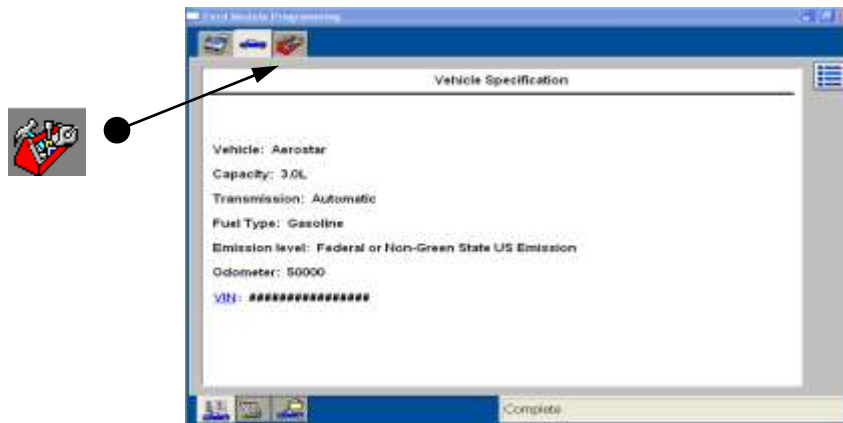 Ford Module Programming
Vehicle Specification
Vehicle: Aerostar
Capacity: 3.0L
Transmission: Automatic
Fuel Type: Gasoline
Emission level: Federal or Non-Green State US Emission
Odometer: 50000
VIN: ################
Complete